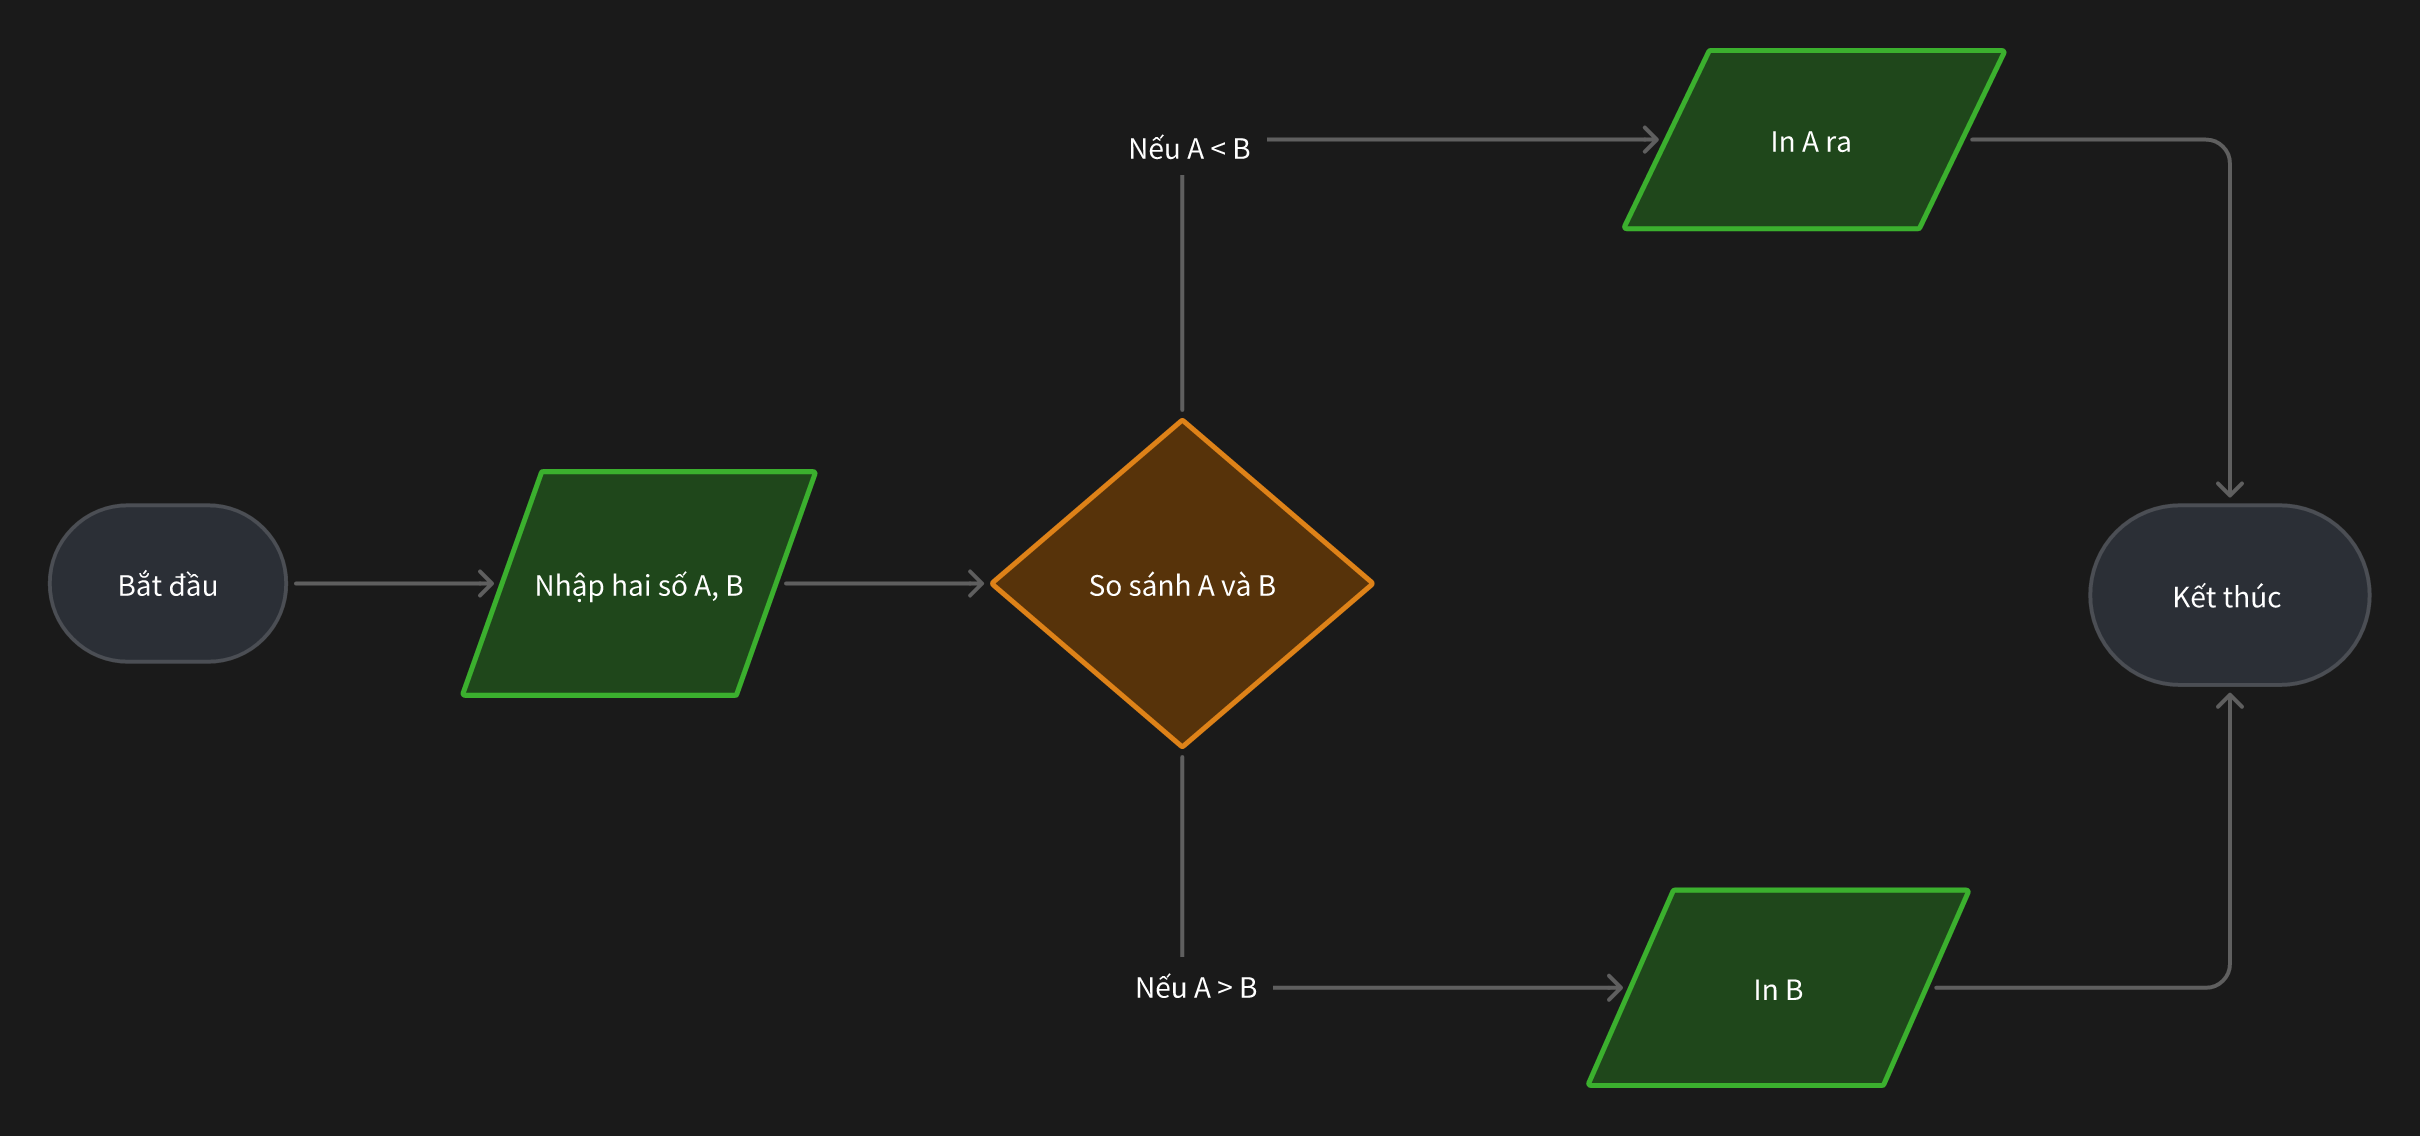 Bắt đầu
Nhập hai số A, B
So sánh A và B
Nếu A < B
In A ra
Nếu A > B
In B
Kết thúc